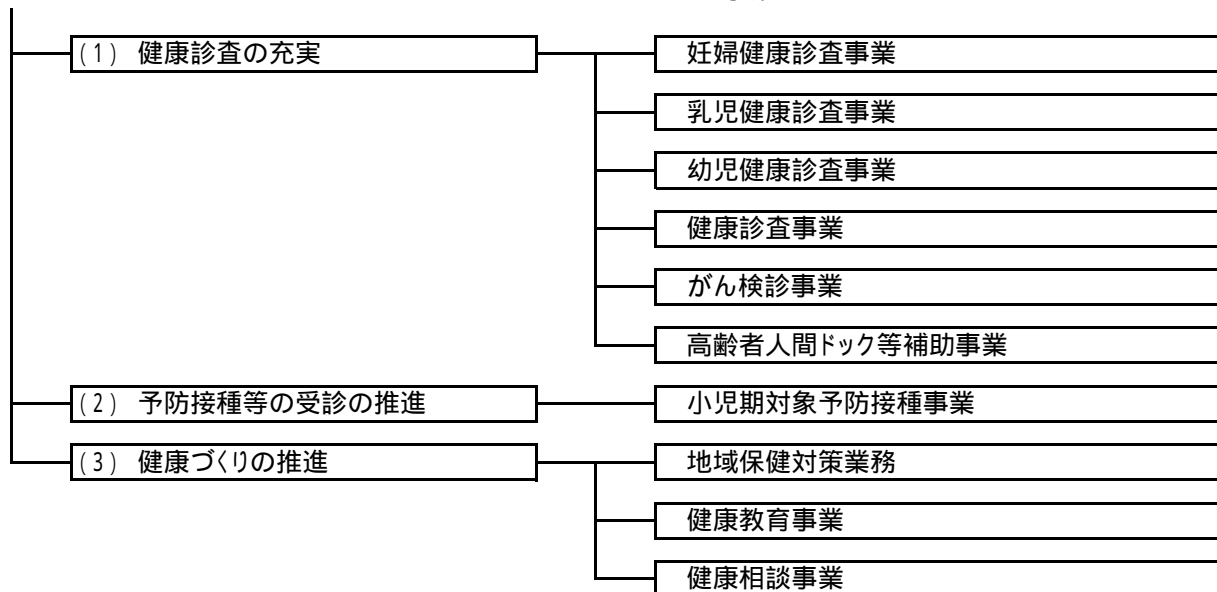 (1) 健康診査の充実
妊婦健康診査事業
乳児健康診査事業
幼児健康診査事業
健康診査事業
がん検診事業
高齢者人間ドック等補助事業
(2) 予防接種等の受診の推進
小児期対象予防接種事業
(3) 健康づくりの推進
地域保健対策業務
健康教育事業
健康相談事業